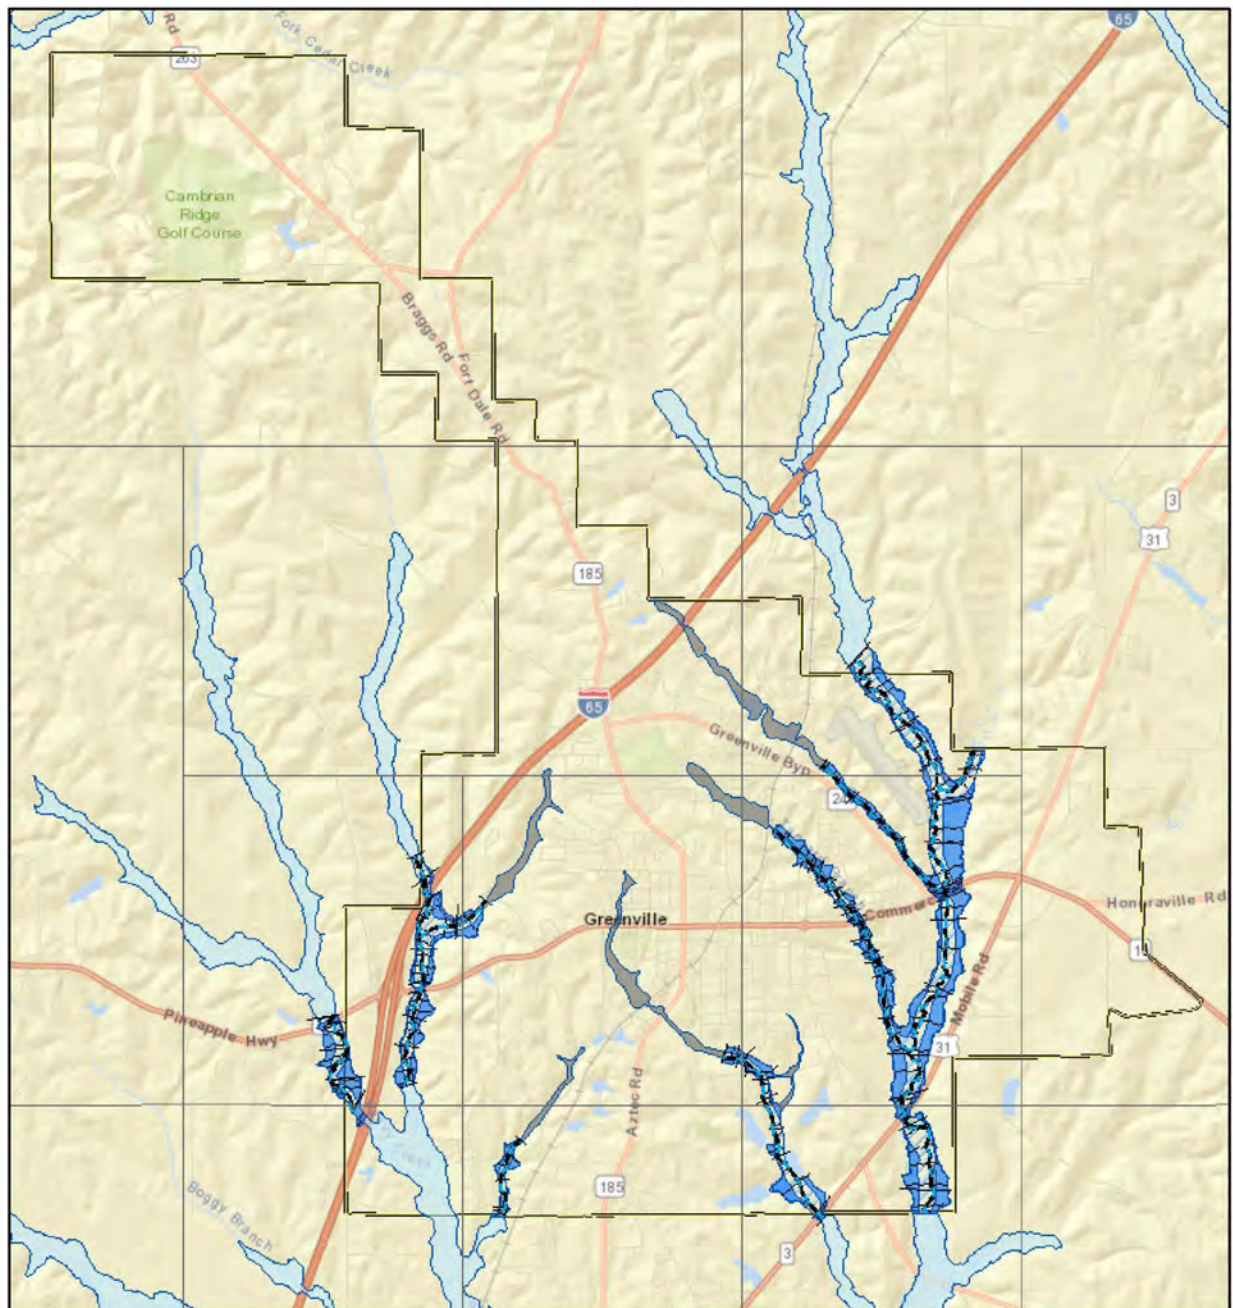 65
Rd
Fork Cedar Creek
263
Cambrian
Ridge
Golf Course
Braggs Rd
Fort Dale Rd
3
31
185
65
Greenville Byp
Greenville
Commerce
Honoraville Rd
Pineapple Hwy
Mobile Rd
31
Aztec Rd
185
Boggy Branch
3